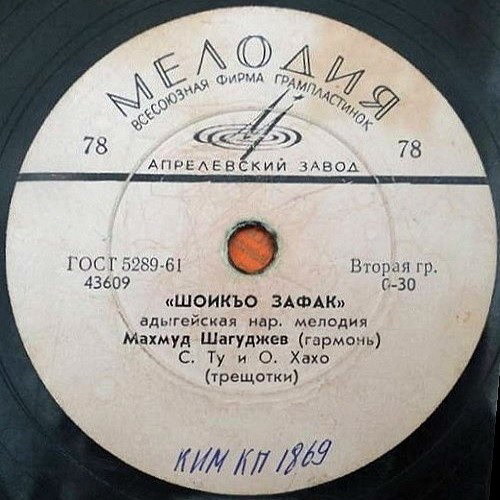 МЕЛОДИЯ
ВСЕСОЮЗНАЯ ФИРМА ГРАМПЛАСТИНОК
78 78
АПРЕЛЕВСКИЙ ЗАВОД
ГОСТ 5289-61 Вторая гр.
43609 0-30
«ШОИКЪО ЗАФАК»
адыгейская нар. мелодия
Махмуд Шагуджев (гармонь)
С. Ту и О. Хахо
(трещотки)
КИМ КП 1869